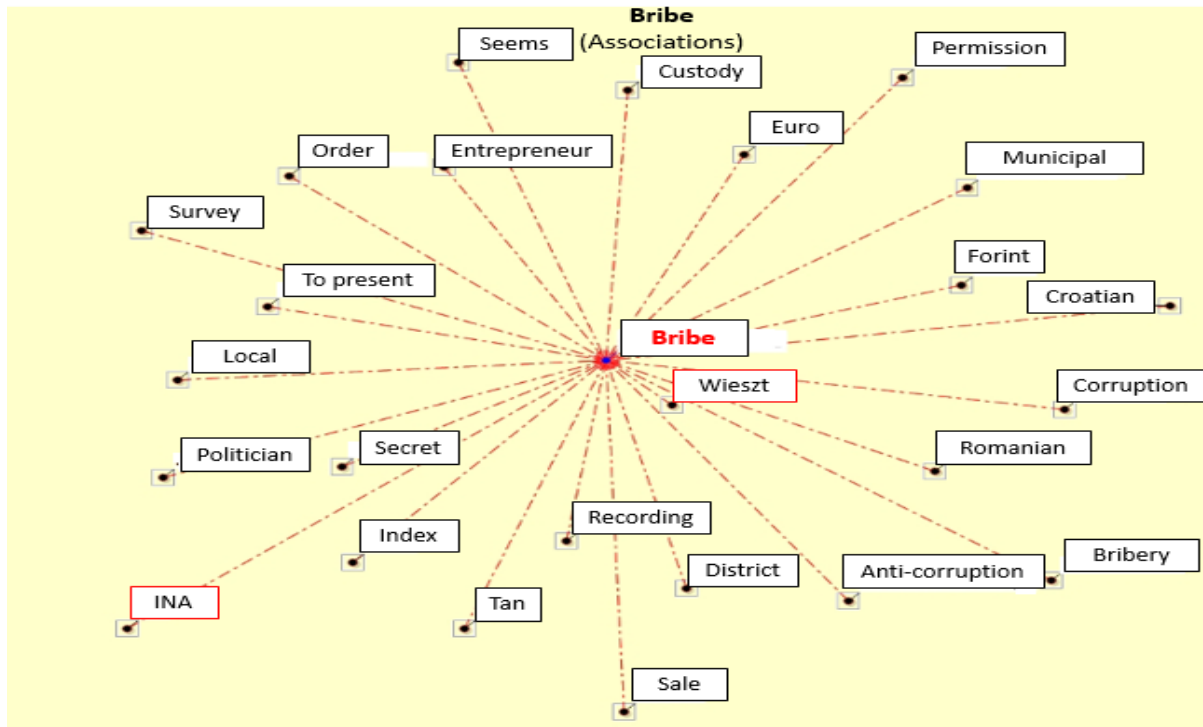 Bribe
(Associations)
Seems
Permission
Custody
Euro
Order
Entrepreneur
Municipal
Survey
Forint
To present
Croatian
Bribe
Local
Wieszt
Corruption
Politician
Secret
Romanian
Recording
Index
District
Anti-corruption
Bribery
INA
Tan
Sale